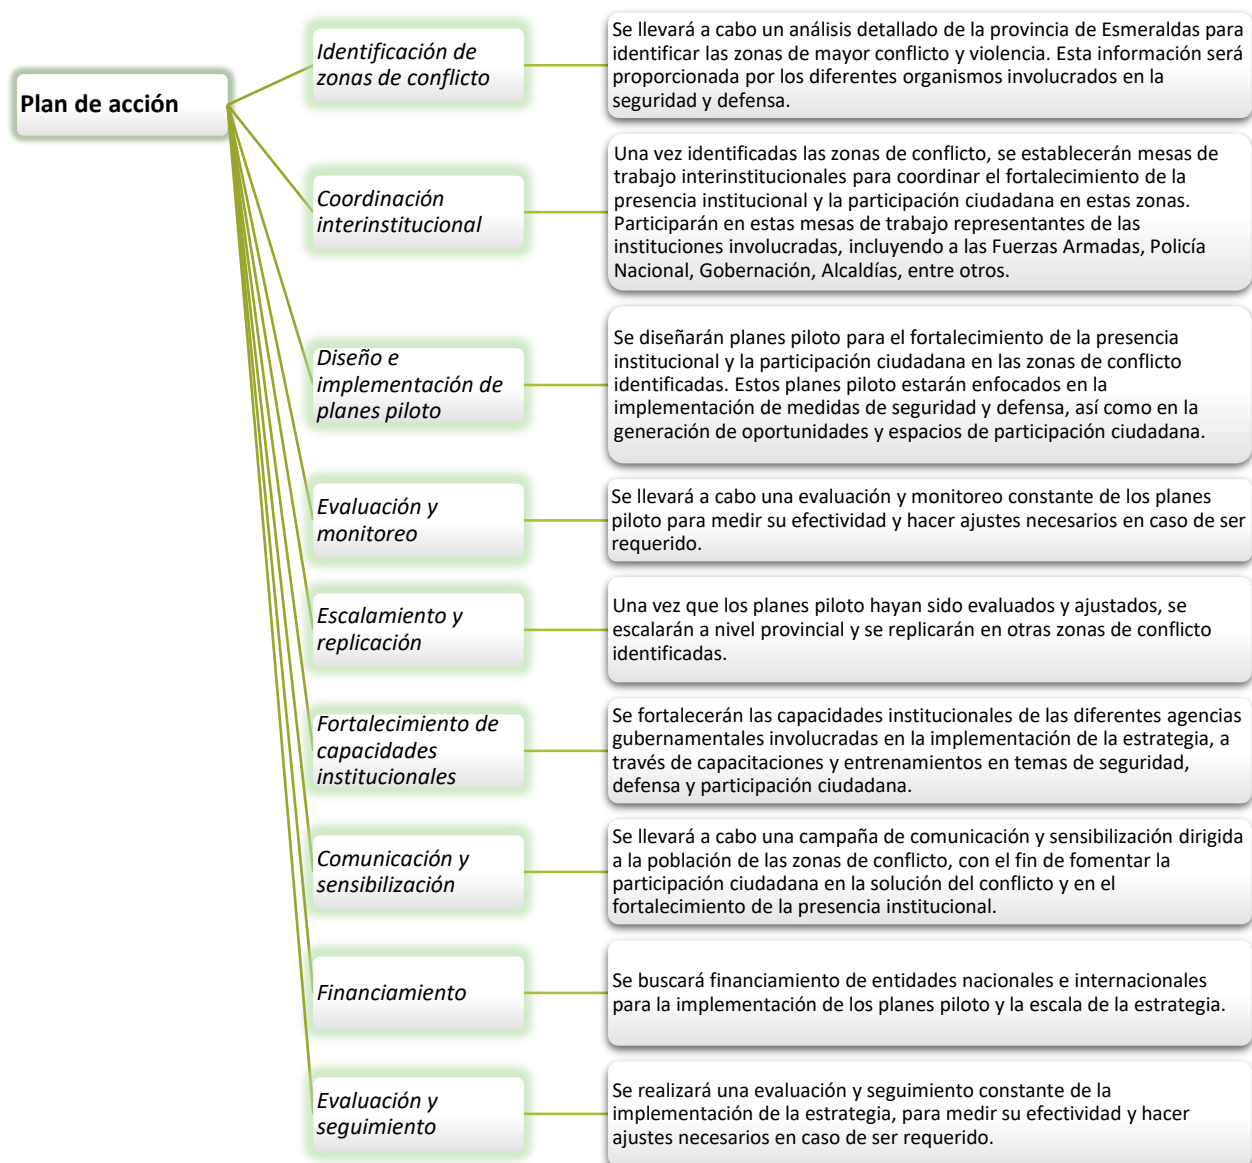 Plan de acción
Identificación de
zonas de conflicto
Se llevará a cabo un análisis detallado de la provincia de Esmeraldas para
identificar las zonas de mayor conflicto y violencia. Esta información será
proporcionada por los diferentes organismos involucrados en la
seguridad y defensa.
Coordinación
interinstitucional
Una vez identificadas las zonas de conflicto, se establecerán mesas de
trabajo interinstitucionales para coordinar el fortalecimiento de la
presencia institucional y la participación ciudadana en estas zonas.
Participarán en estas mesas de trabajo representantes de las
instituciones involucradas, incluyendo a las Fuerzas Armadas, Policía
Nacional, Gobernación, Alcaldías, entre otros.
Diseño e
implementación de
planes piloto
Se diseñarán planes piloto para el fortalecimiento de la presencia
institucional y la participación ciudadana en las zonas de conflicto
identificadas. Estos planes piloto estarán enfocados en la
implementación de medidas de seguridad y defensa, así como en la
generación de oportunidades y espacios de participación ciudadana.
Evaluación y
monitoreo
Se llevará a cabo una evaluación y monitoreo constante de los planes
piloto para medir su efectividad y hacer ajustes necesarios en caso de ser
requerido.
Escalamiento y
replicación
Una vez que los planes piloto hayan sido evaluados y ajustados, se
escalarán a nivel provincial y se replicarán en otras zonas de conflicto
identificadas.
Fortalecimiento de
capacidades
institucionales
Se fortalecerán las capacidades institucionales de las diferentes agencias
gubernamentales involucradas en la implementación de la estrategia, a
través de capacitaciones y entrenamientos en temas de seguridad,
defensa y participación ciudadana.
Comunicación y
sensibilización
Se llevará a cabo una campaña de comunicación y sensibilización dirigida
a la población de las zonas de conflicto, con el fin de fomentar la
participación ciudadana en la solución del conflicto y en el
fortalecimiento de la presencia institucional.
Financiamiento
Se buscará financiamiento de entidades nacionales e internacionales
para la implementación de los planes piloto y la escala de la estrategia.
Evaluación y
seguimiento
Se realizará una evaluación y seguimiento constante de la
implementación de la estrategia, para medir su efectividad y hacer
ajustes necesarios en caso de ser requerido.